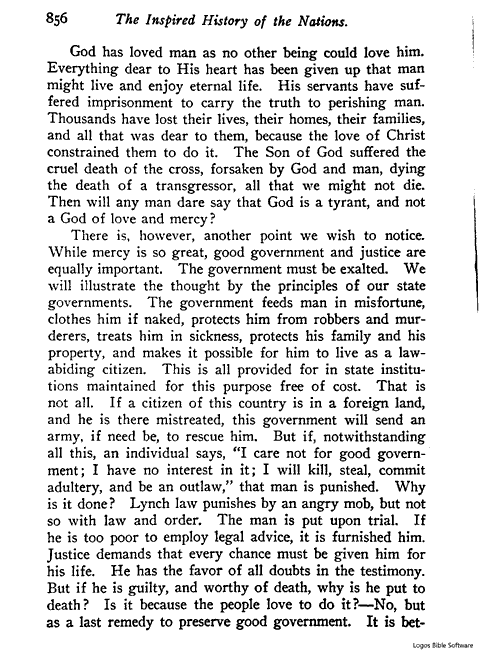 856 The Inspired History of the Nations.
God has loved man as no other being could love him.
Everything dear to His heart has been given up that man
might live and enjoy eternal life. His servants have suf-
fered imprisonment to carry the truth to perishing man.
Thousands have lost their lives, their homes, their families,
and all that was dear to them, because the love of Christ
constrained them to do it. The Son of God suffered the
cruel death of the cross, forsaken by God and man, dying
the death of a transgressor, all that we might not die.
Then will any man dare say that God is a tyrant, and not
a God of love and mercy?
There is, however, another point we wish to notice.
While mercy is so great, good government and justice are
equally important. The government must be exalted. We
will illustrate the thought by the principles of our state
governments. The government feeds man in misfortune,
clothes him if naked, protects him from robbers and mur-
derers, treats him in sickness, protects his family and his
property, and makes it possible for him to live as a law-
abiding citizen. This is all provided for in state institu-
tions maintained for this purpose free of cost. That is
not all. If a citizen of this country is in a foreign land,
and he is there mistreated, this government will send an
army, if need be, to rescue him. But if, notwithstanding
all this, an individual says, “I care not for good govern-
ment; I have no interest in it; I will kill, steal, commit
adultery, and be an outlaw,” that man is punished. Why
is it done? Lynch law punishes by an angry mob, but not
so with law and order. The man is put upon trial. If
he is too poor to employ legal advice, it is furnished him.
Justice demands that every chance must be given him for
his life. He has the favor of all doubts in the testimony.
But if he is guilty, and worthy of death, why is he put to
death? Is it because the people love to do it?—No, but
as a last remedy to preserve good government. It is bet-
Logos Bible Software